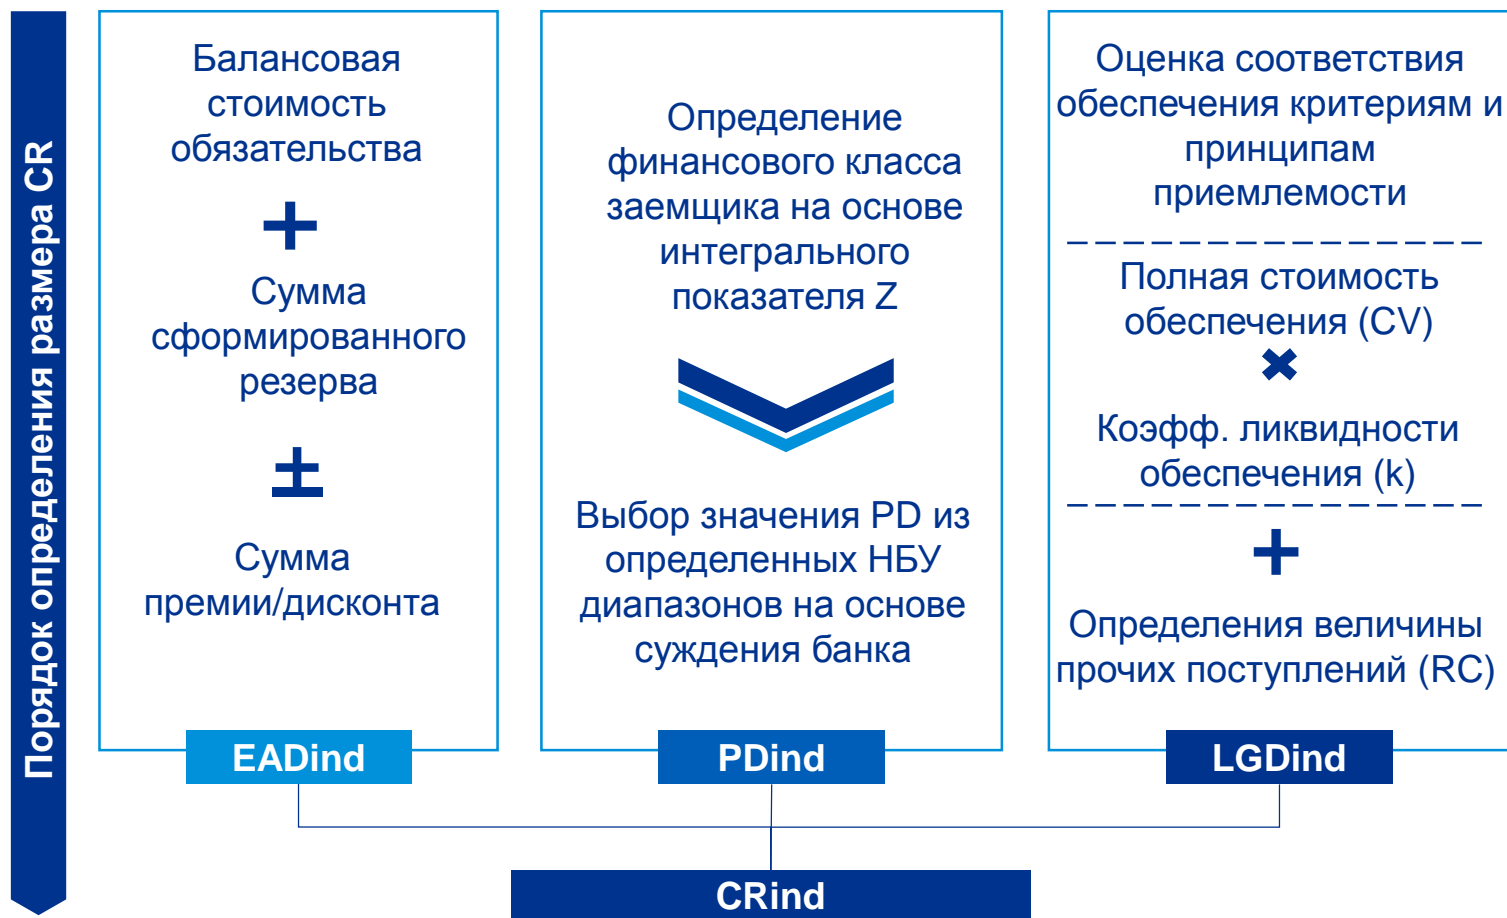 Порядок определения размера CR
Балансовая
стоимость
обязательства
+
Сумма
сформированного
резерва
±
Сумма
премии/дисконта
EADind
Определение
финансового класса
заемщика на основе
интегрального
показателя Z
Выбор значения PD из
определенных НБУ
диапазонов на основе
суждения банка
PDind
Оценка соответствия
обеспечения критериям и
принципам
приемлемости
Полная стоимость
обеспечения (CV)
×
Коэфф. ликвидности
обеспечения (k)
+
Определения величины
прочих поступлений (RC)
LGDind
CRind